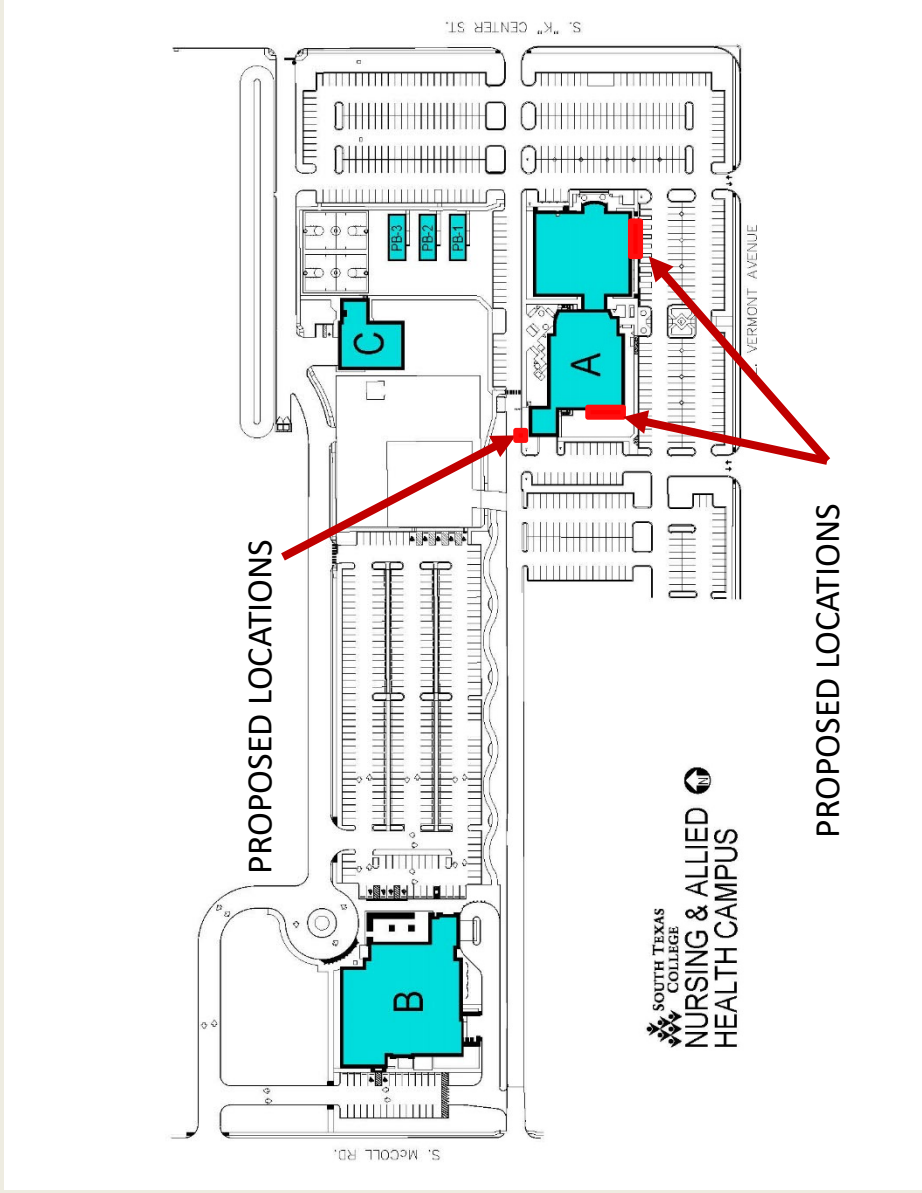 S. "K" CENTER ST.
PB-3
PB-2
PB-1
C
A
VERMONT AVENUE
PROPOSED LOCATIONS
PROPOSED LOCATIONS
B
SOUTH TEXAS
COLLEGE
NURSING & ALLIED
HEALTH CAMPUS
N
S. McCOLL RD.